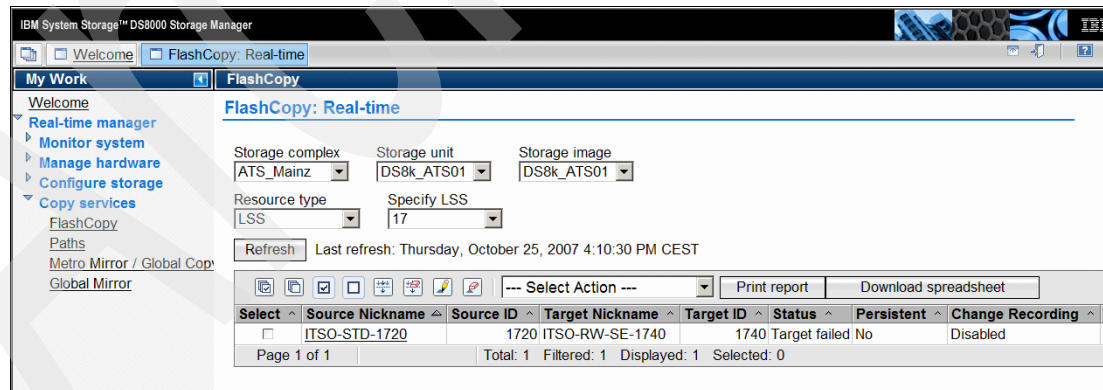 IBM System Storage™ DS8000 Storage Manager
IBM
Welcome
FlashCopy: Real-time
?
My Work
FlashCopy
Welcome
Real-time manager
Monitor system
Manage hardware
Configure storage
Copy services
FlashCopy
Paths
Metro Mirror / Global Copy
Global Mirror
FlashCopy: Real-time
Storage complex Storage unit Storage image
ATS_Mainz DS8k_ATS01 DS8k_ATS01
Resource type Specify LSS
LSS 17
Refresh Last refresh: Thursday, October 25, 2007 4:10:30 PM CEST
--- Select Action --- Print report Download spreadsheet
Select Source Nickname Source ID Target Nickname Target ID Status Persistent Change Recording
ITSO-STD-1720 1720 ITSO-RW-SE-1740 1740 Target failed No Disabled
Page 1 of 1 Total: 1 Filtered: 1 Displayed: 1 Selected: 0